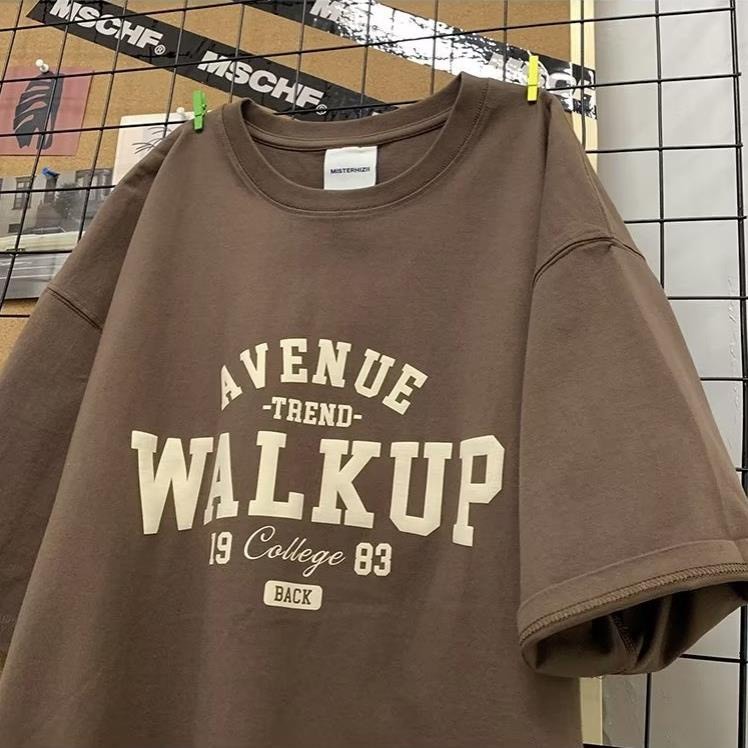 MSCHF®
MSCHF®
MISTERHIZII
AVENUE
-TREND-
WALKUP
19 College 83
BACK